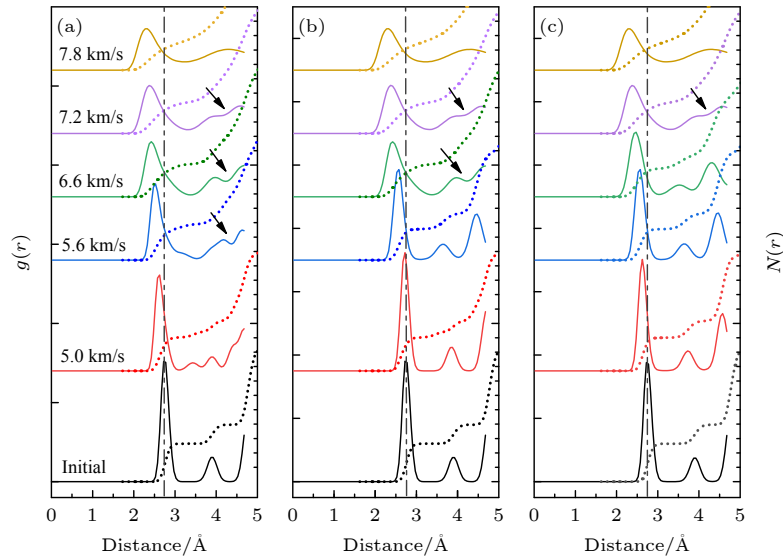 (a)
(b)
(c)
7.8 km/s
7.2 km/s
6.6 km/s
5.6 km/s
5.0 km/s
Initial
g(r)
N(r)
0 1 2 3 4 5
0 1 2 3 4 5
0 1 2 3 4 5
Distance/Å
Distance/Å
Distance/Å